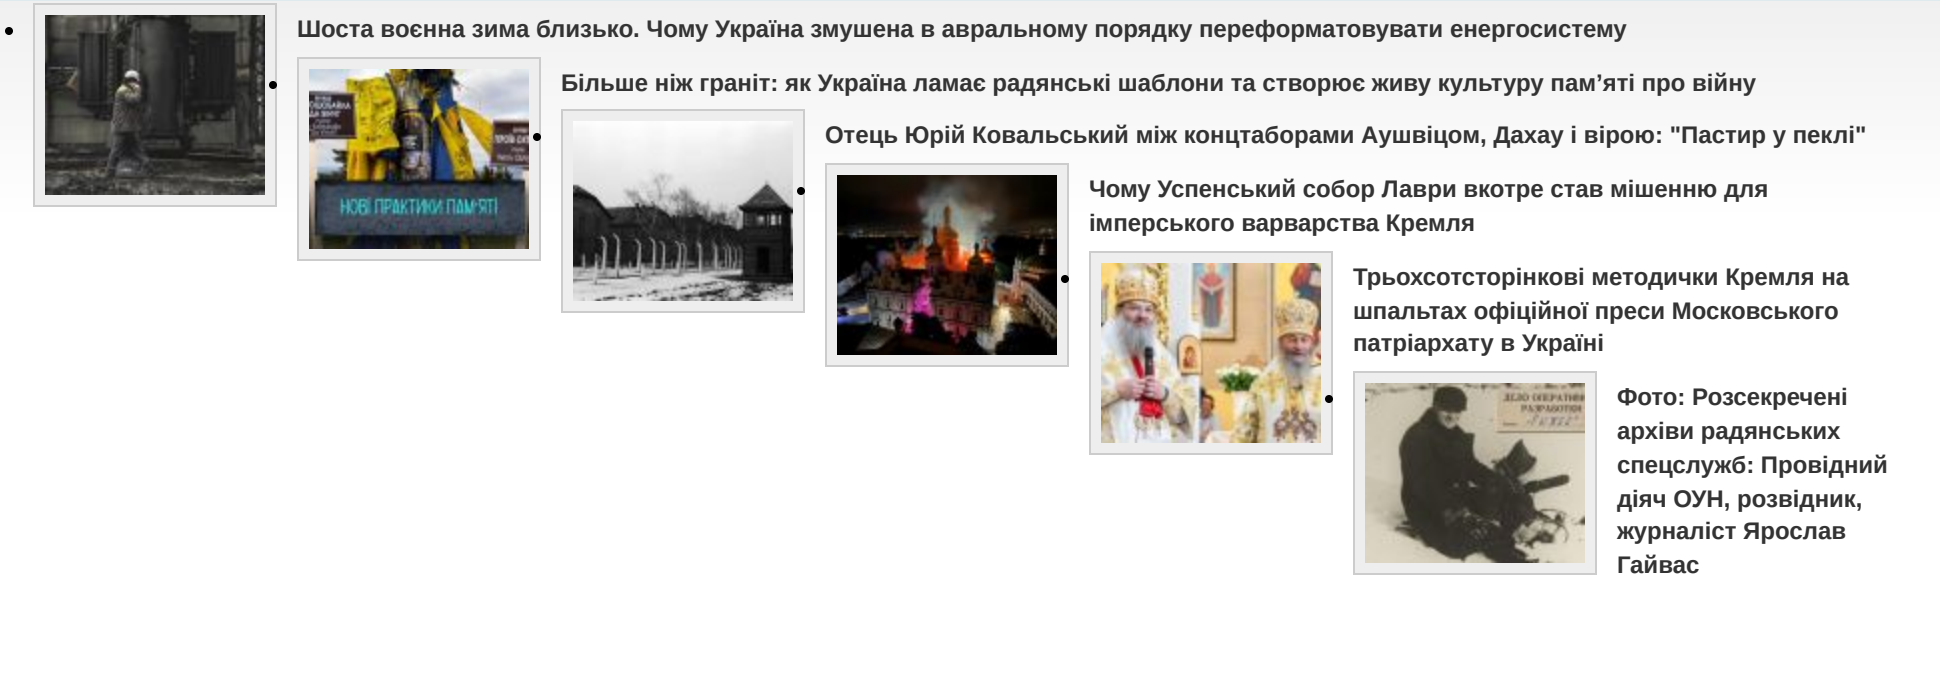 Шоста воєнна зима близько. Чому Україна змушена в авральному порядку переформатовувати енергосистему
Більше ніж граніт: як Україна ламає радянські шаблони та створює живу культуру пам’яті про війну
НОВІ ПРАКТИКИ ПАМ'ЯТІ
Отець Юрій Ковальський між концтаборами Аушвіцом, Дахау і вірою: "Пастир у пеклі"
Чому Успенський собор Лаври вкотре став мішенню для
імперського варварства Кремля
Трьохсотсторінкові методички Кремля на
шпальтах офіційної преси Московського
патріархату в Україні
ДЕЛО ОПЕРАТИВН
РАЗРАБОТКИ
Фото: Розсекречені
архіви радянських
спецслужб: Провідний
діяч ОУН, розвідник,
журналіст Ярослав
Гайвас